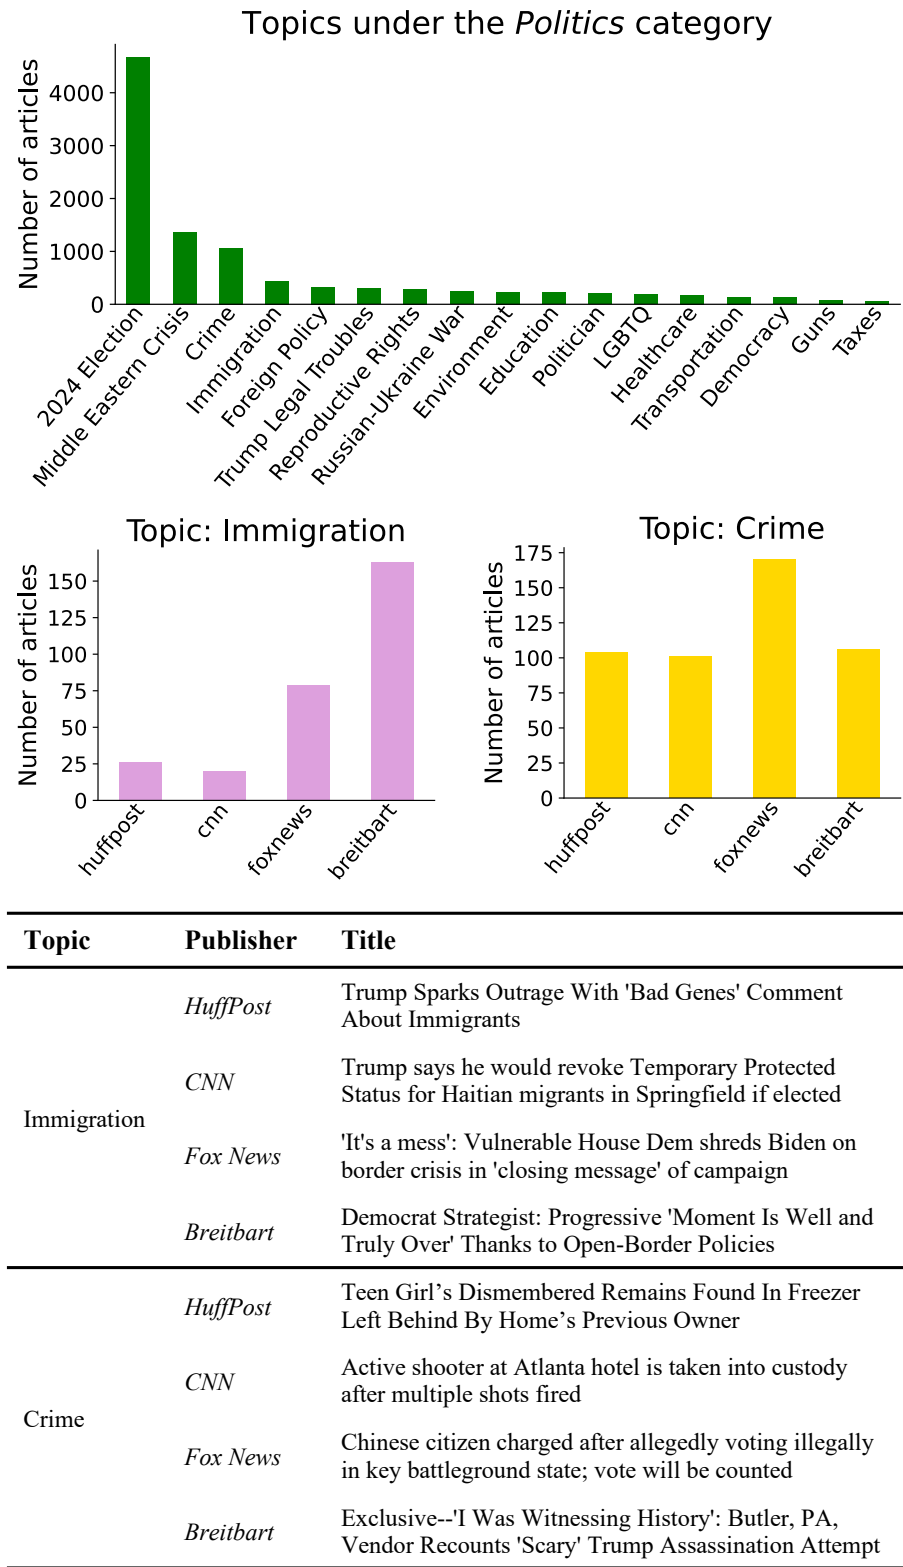 Topics under the Politics category
Number of articles
4000
3000
2000
1000
0
2024 Election
Middle Eastern Crisis
Crime
Immigration
Foreign Policy
Trump Legal Troubles
Reproductive Rights
Russian-Ukraine War
Environment
Education
Politician
LGBTQ
Healthcare
Transportation
Democracy
Guns
Taxes
Topic: Immigration
Number of articles
150
125
100
75
50
25
0
huffpost
cnn
foxnews
breitbart
Topic: Crime
Number of articles
175
150
125
100
75
50
25
0
huffpost
cnn
foxnews
breitbart
Topic Publisher Title
Immigration
HuffPost
Trump Sparks Outrage With 'Bad Genes' Comment
About Immigrants
CNN
Trump says he would revoke Temporary Protected
Status for Haitian migrants in Springfield if elected
Fox News
'It's a mess': Vulnerable House Dem shreds Biden on
border crisis in 'closing message' of campaign
Breitbart
Democrat Strategist: Progressive 'Moment Is Well and
Truly Over' Thanks to Open-Border Policies
Crime
HuffPost
Teen Girl’s Dismembered Remains Found In Freezer
Left Behind By Home’s Previous Owner
CNN
Active shooter at Atlanta hotel is taken into custody
after multiple shots fired
Fox News
Chinese citizen charged after allegedly voting illegally
in key battleground state; vote will be counted
Breitbart
Exclusive--'I Was Witnessing History': Butler, PA,
Vendor Recounts 'Scary' Trump Assassination Attempt